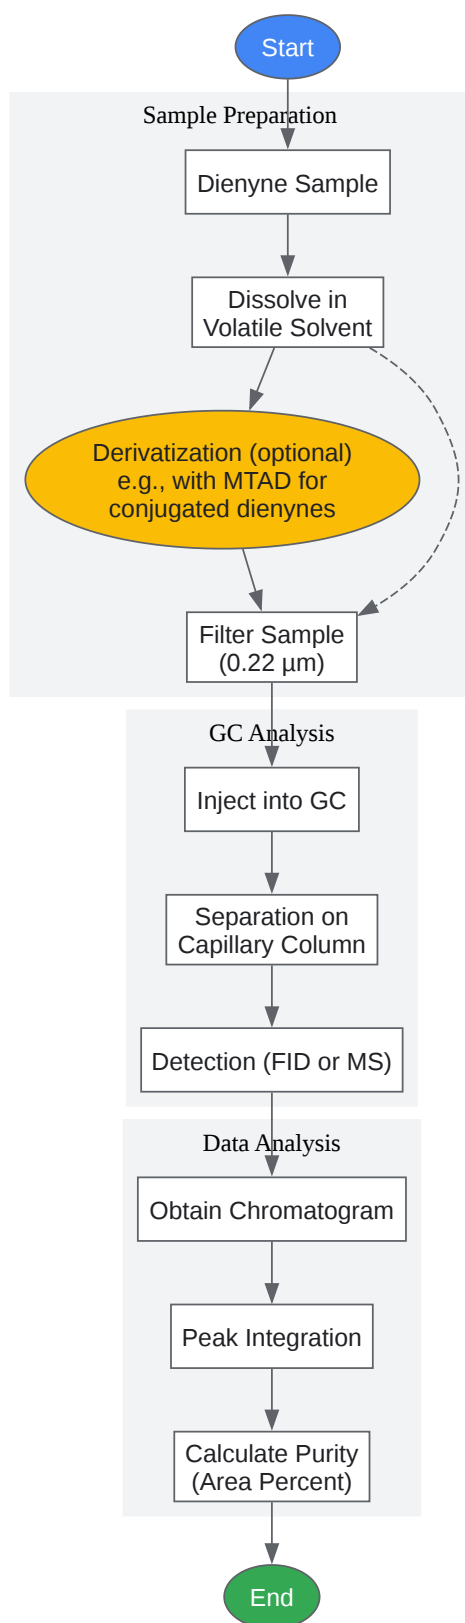 Start
Sample Preparation
Dienyne Sample
Dissolve in
Volatile Solvent
Derivatization (optional)
e.g., with MTAD for
conjugated dienynes
Filter Sample
(0.22 µm)
GC Analysis
Inject into GC
Separation on
Capillary Column
Detection (FID or MS)
Data Analysis
Obtain Chromatogram
Peak Integration
Calculate Purity
(Area Percent)
End